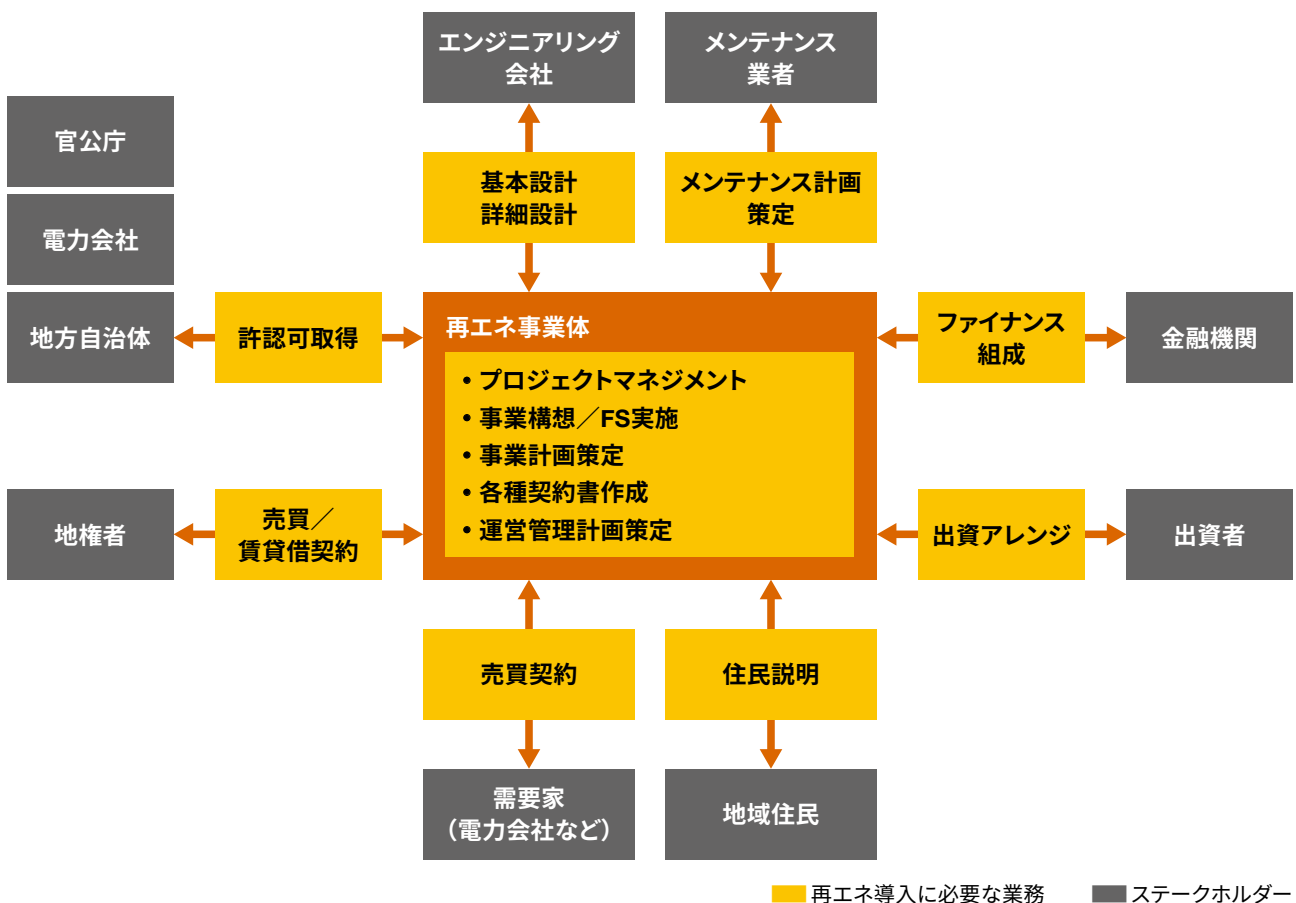 エンジニアリング
会社
メンテナンス
業者
官公庁
電力会社
地方自治体
基本設計
詳細設計
メンテナンス計画
策定
許認可取得
再エネ事業体
・プロジェクトマネジメント
・事業構想／FS実施
・事業計画策定
・各種契約書作成
・運営管理計画策定
ファイナンス
組成
金融機関
地権者
売買／
賃貸借契約
出資アレンジ
出資者
売買契約
住民説明
需要家
（電力会社など）
地域住民
再エネ導入に必要な業務
ステークホルダー